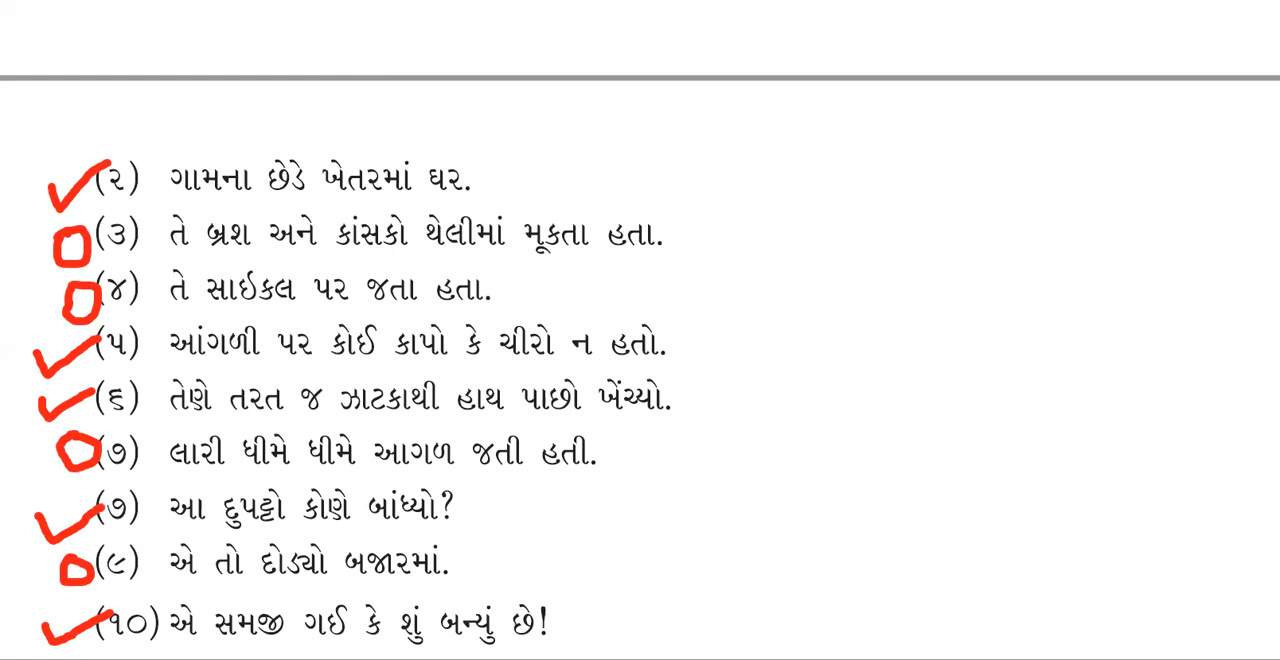 (૨) ગામના છેડે ખેતરમાં ઘર.
(૩) તે બ્રશ અને કાંસકો થેલીમાં મૂકતા હતા.
(૪) તે સાઇકલ પર જતા હતા.
(૫) આંગળી પર કોઈ કાપો કે ચીરો ન હતો.
(૬) તેણે તરત જ ઝાટકાથી હાથ પાછો ખેંચ્યો.
(૭) લારી ધીમે ધીમે આગળ જતી હતી.
(૭) આ દુપટ્ટો કોણે બાંધ્યો?
(૯) એ તો દોડ્યો બજારમાં.
(૧૦) એ સમજી ગઈ કે શું બન્યું છે!